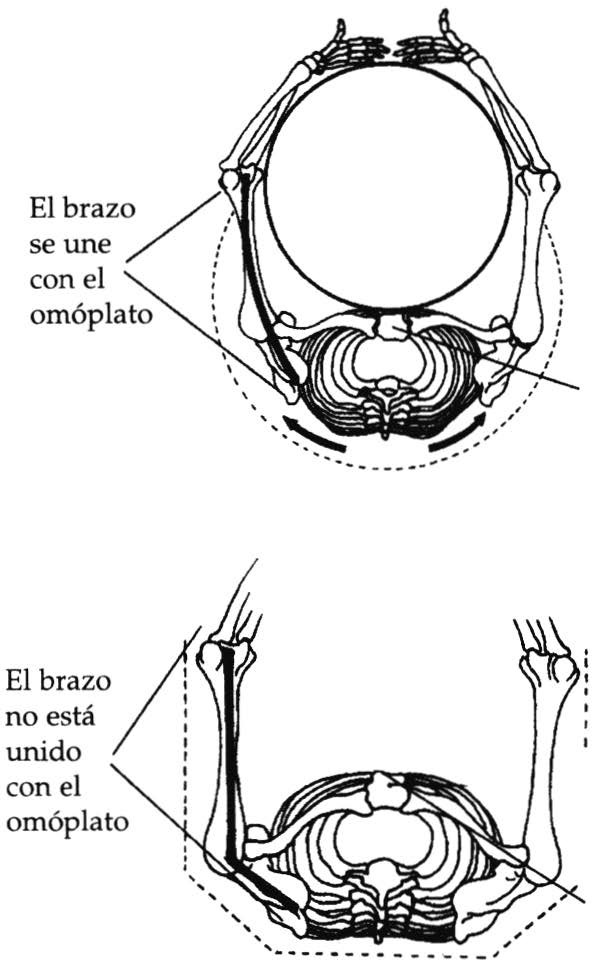 El brazo
se une
con el
omóplato
El brazo
no está
unido
con el
omóplato